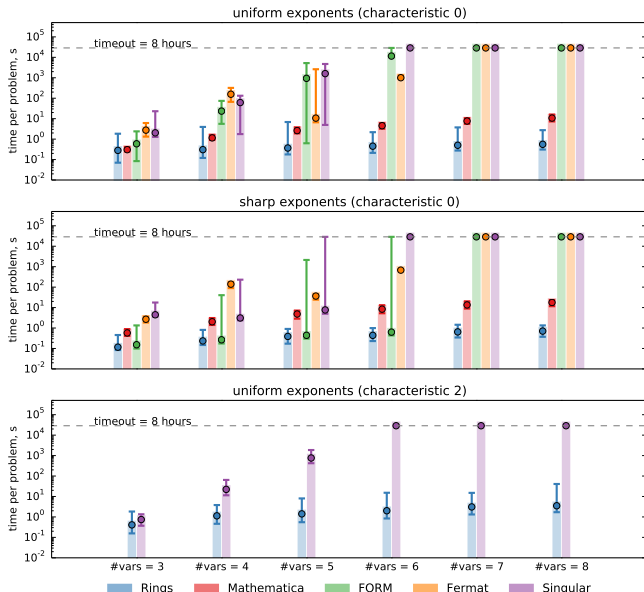 uniform exponents (characteristic 0)
time per problem, s
10^5
10^4
10^3
10^2
10^1
10^0
10^-1
10^-2
timeout = 8 hours
sharp exponents (characteristic 0)
time per problem, s
10^5
10^4
10^3
10^2
10^1
10^0
10^-1
10^-2
timeout = 8 hours
uniform exponents (characteristic 2)
time per problem, s
10^5
10^4
10^3
10^2
10^1
10^0
10^-1
10^-2
timeout = 8 hours
#vars = 3 #vars = 4 #vars = 5 #vars = 6 #vars = 7 #vars = 8
Rings Mathematica FORM Fermat Singular